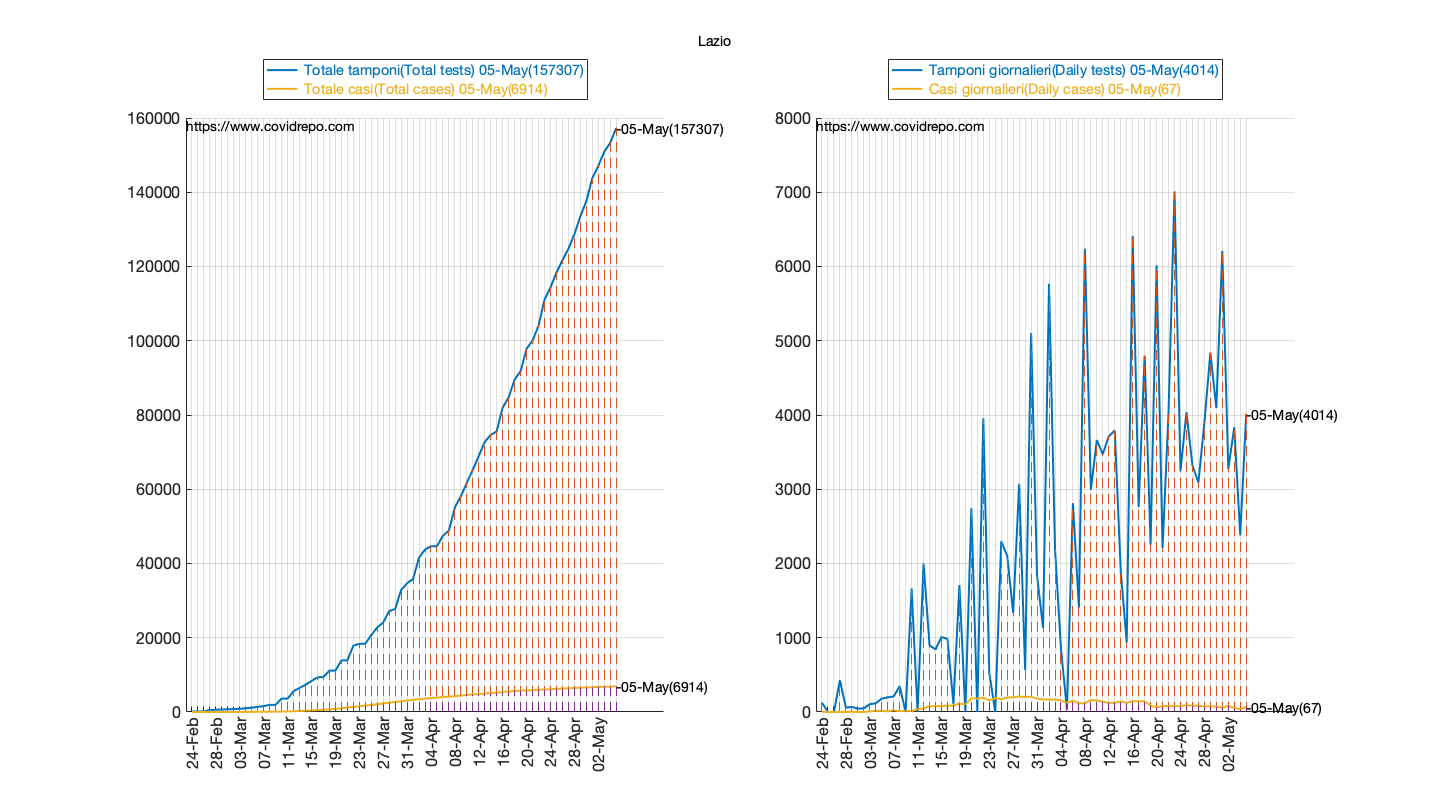 Lazio
Totale tamponi(Total tests) 05-May(157307)
Totale casi(Total cases) 05-May(6914)
160000
https://www.covidrepo.com
05-May(157307)
140000
120000
100000
80000
60000
40000
20000
05-May(6914)
0
24-Feb
28-Feb
03-Mar
07-Mar
11-Mar
15-Mar
19-Mar
23-Mar
27-Mar
31-Mar
04-Apr
08-Apr
12-Apr
16-Apr
20-Apr
24-Apr
28-Apr
02-May
Tamponi giornalieri(Daily tests) 05-May(4014)
Casi giornalieri(Daily cases) 05-May(67)
8000
https://www.covidrepo.com
7000
6000
5000
4000
05-May(4014)
3000
2000
1000
0
05-May(67)
24-Feb
28-Feb
03-Mar
07-Mar
11-Mar
15-Mar
19-Mar
23-Mar
27-Mar
31-Mar
04-Apr
08-Apr
12-Apr
16-Apr
20-Apr
24-Apr
28-Apr
02-May